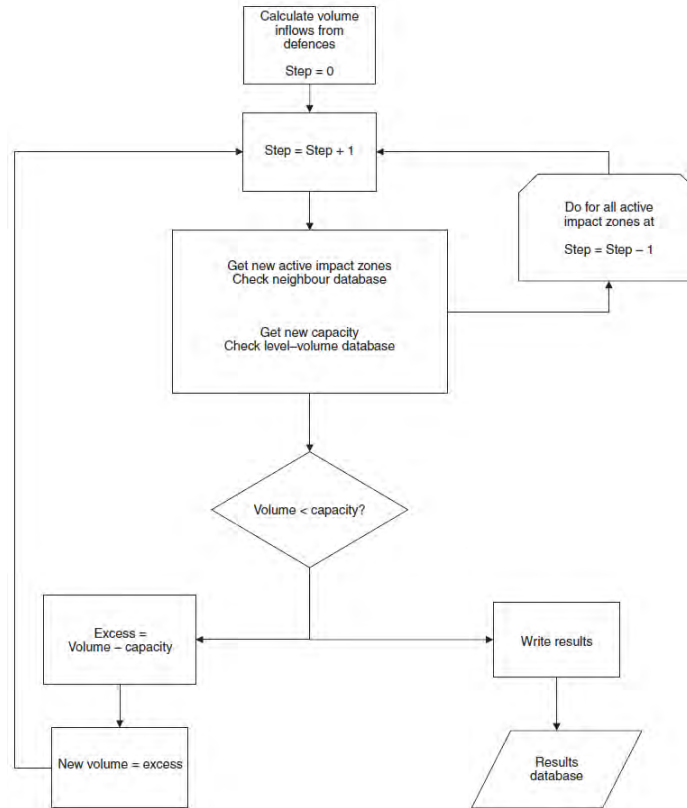 Calculate volume
inflows from
defences
Step = 0
Step = Step + 1
Do for all active
impact zones at
Step = Step – 1
Get new active impact zones
Check neighbour database
Get new capacity
Check level–volume database
Volume < capacity?
Excess =
Volume – capacity
Write results
New volume = excess
Results
database